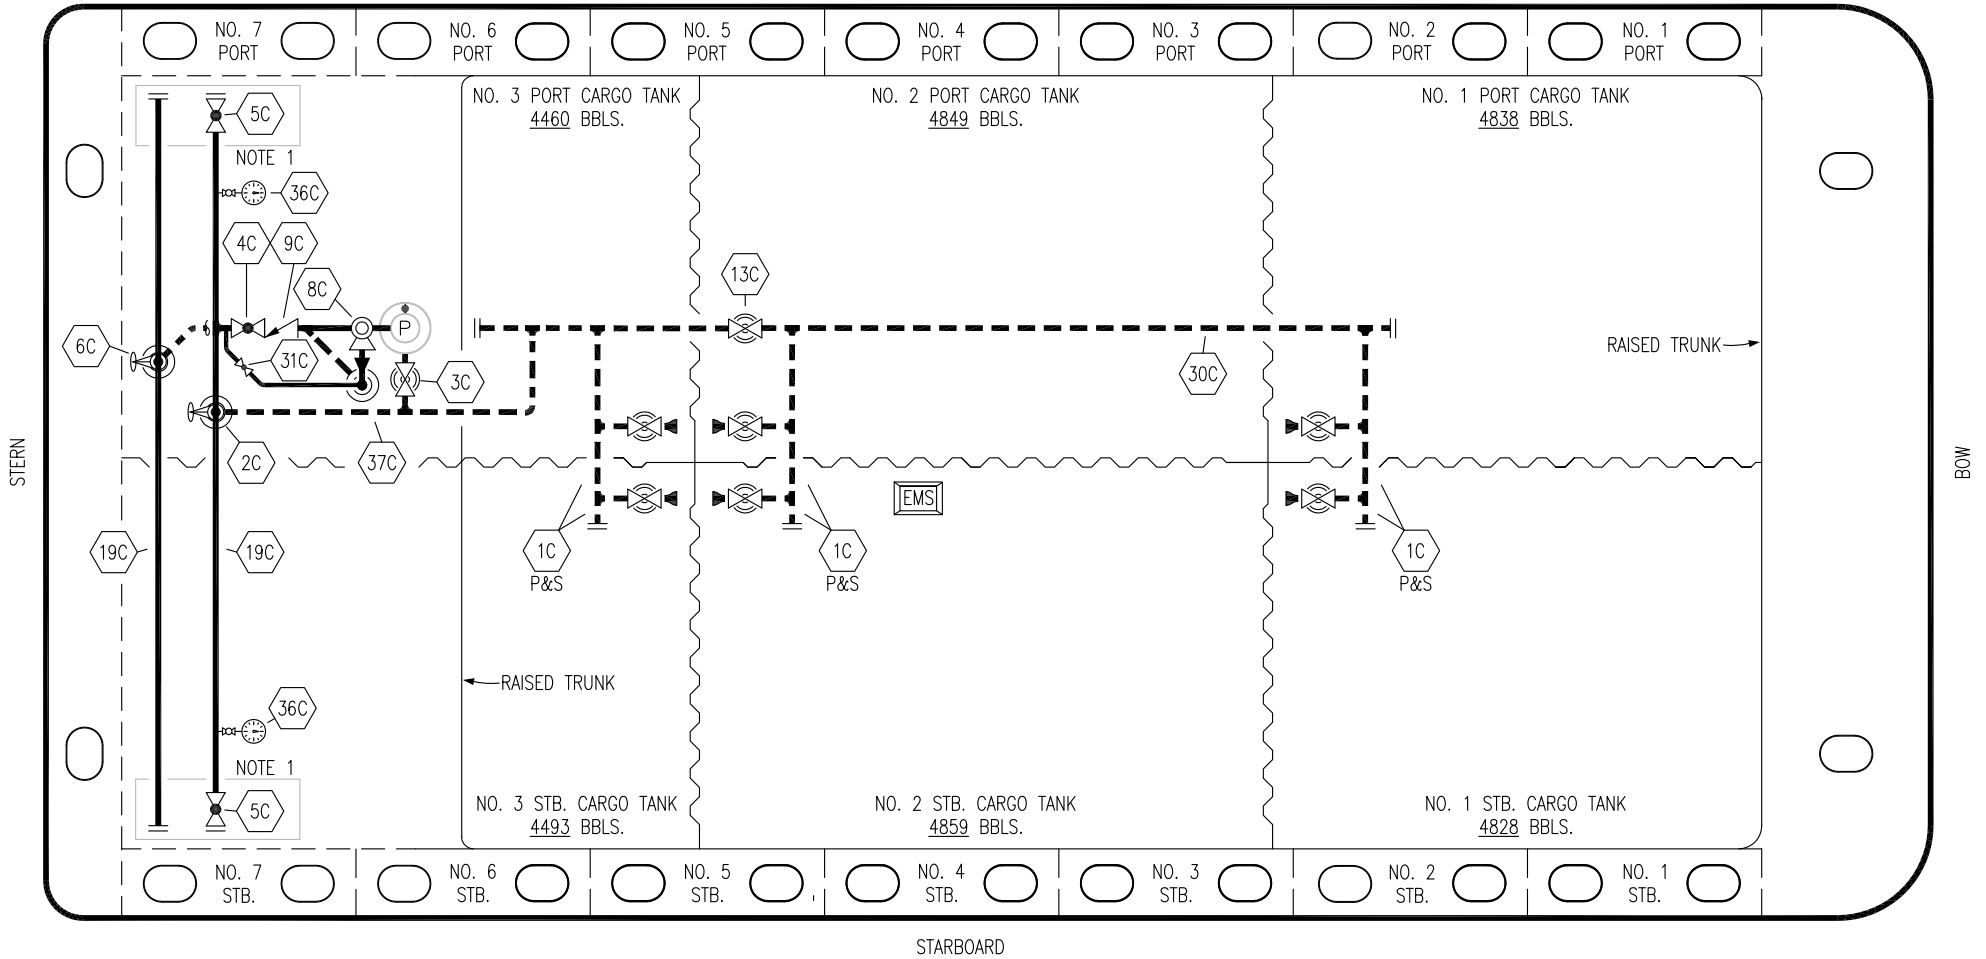 NO. 7
PORT
NO. 6
PORT
NO. 5
PORT
NO. 4
PORT
NO. 3
PORT
NO. 2
PORT
NO. 1
PORT
NO. 3 PORT CARGO TANK
4460 BBLS.
NO. 2 PORT CARGO TANK
4849 BBLS.
NO. 1 PORT CARGO TANK
4838 BBLS.
5C
NOTE 1
36C
4C
9C
8C
13C
P
6C
31C
3C
30C
RAISED TRUNK
2C
37C
STERN
BOW
EMS
19C
19C
1C
P&S
1C
P&S
1C
P&S
RAISED TRUNK
36C
NOTE 1
5C
NO. 3 STB. CARGO TANK
4493 BBLS.
NO. 2 STB. CARGO TANK
4859 BBLS.
NO. 1 STB. CARGO TANK
4828 BBLS.
NO. 7
STB.
NO. 6
STB.
NO. 5
STB.
NO. 4
STB.
NO. 3
STB.
NO. 2
STB.
NO. 1
STB.
STARBOARD